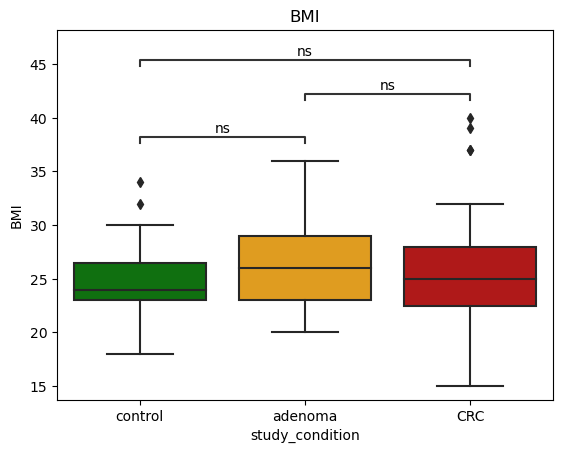 BMI
ns
ns
ns
BMI
45
40
35
30
25
20
15
control adenoma CRC
study_condition